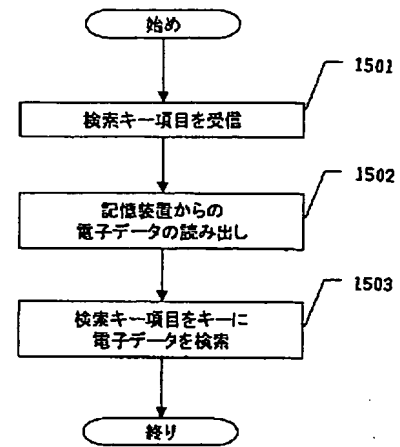 始め
1501
検索キー項目を受信
1502
記憶装置からの
電子データの読み出し
1503
検索キー項目をキーに
電子データを検索
終り